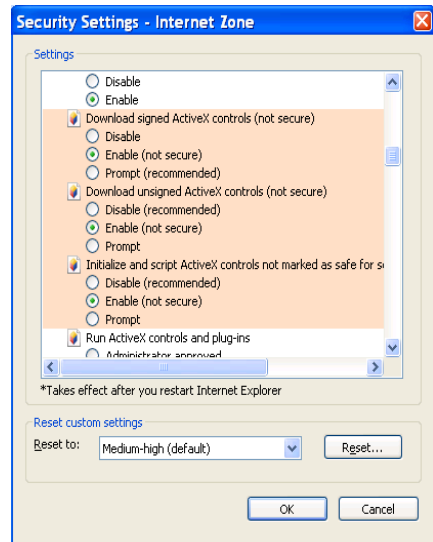 Security Settings - Internet Zone
Settings
Disable
Enable
Download signed ActiveX controls (not secure)
Disable
Enable (not secure)
Prompt (recommended)
Download unsigned ActiveX controls (not secure)
Disable (recommended)
Enable (not secure)
Prompt
Initialize and script ActiveX controls not marked as safe for s
Disable (recommended)
Enable (not secure)
Prompt
Run ActiveX controls and plug-ins
Administrator approved
*Takes effect after you restart Internet Explorer
Reset custom settings
Reset to: Medium-high (default) Reset...
OK Cancel